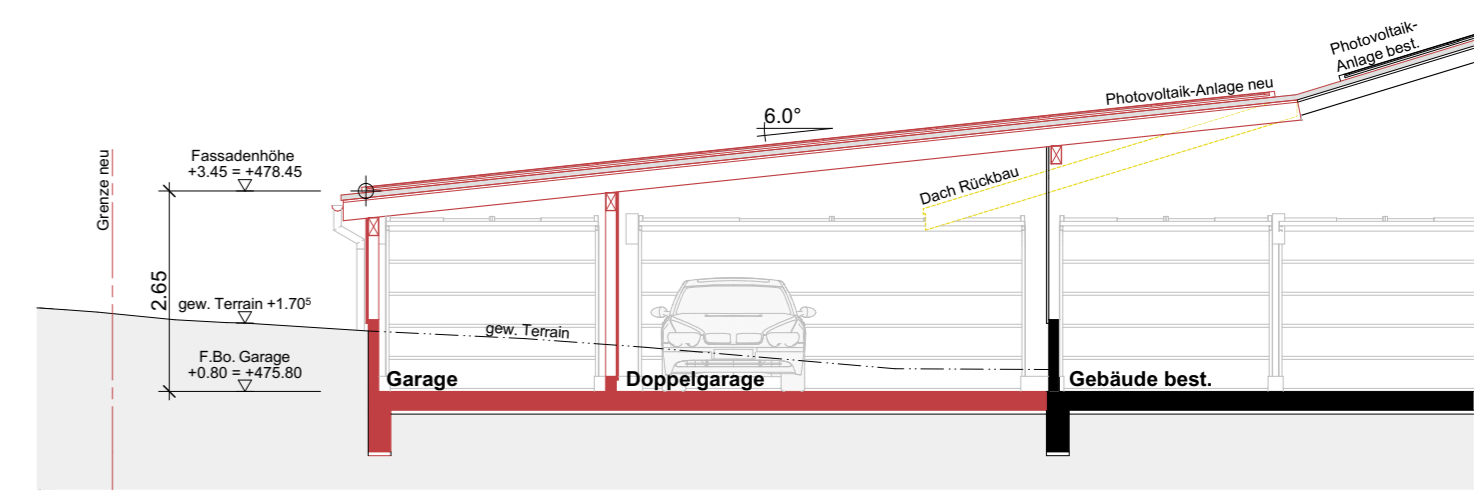 Photovoltaik-
Anlage best.
Photovoltaik-Anlage neu
6.0°
Grenze neu
Fassadenhöhe
+3.45 = +478.45
Dach Rückbau
2.65
gew. Terrain +1.70⁵
gew. Terrain
F.Bo. Garage
+0.80 = +475.80
Garage
Doppelgarage
Gebäude best.